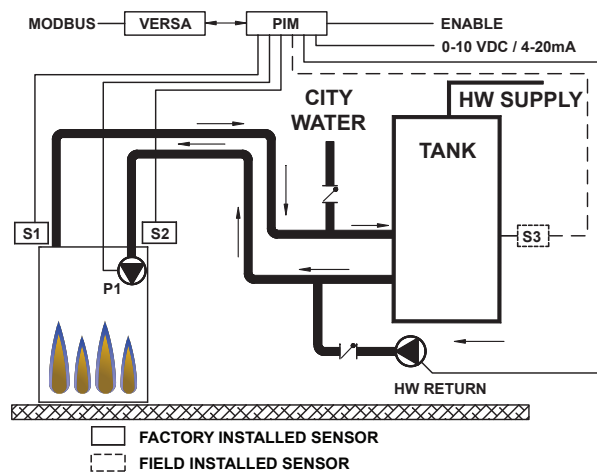 MODBUS
VERSA
PIM
ENABLE
0-10 VDC / 4-20mA
CITY
WATER
HW SUPPLY
TANK
S1
S2
S3
P1
HW RETURN
FACTORY INSTALLED SENSOR
FIELD INSTALLED SENSOR